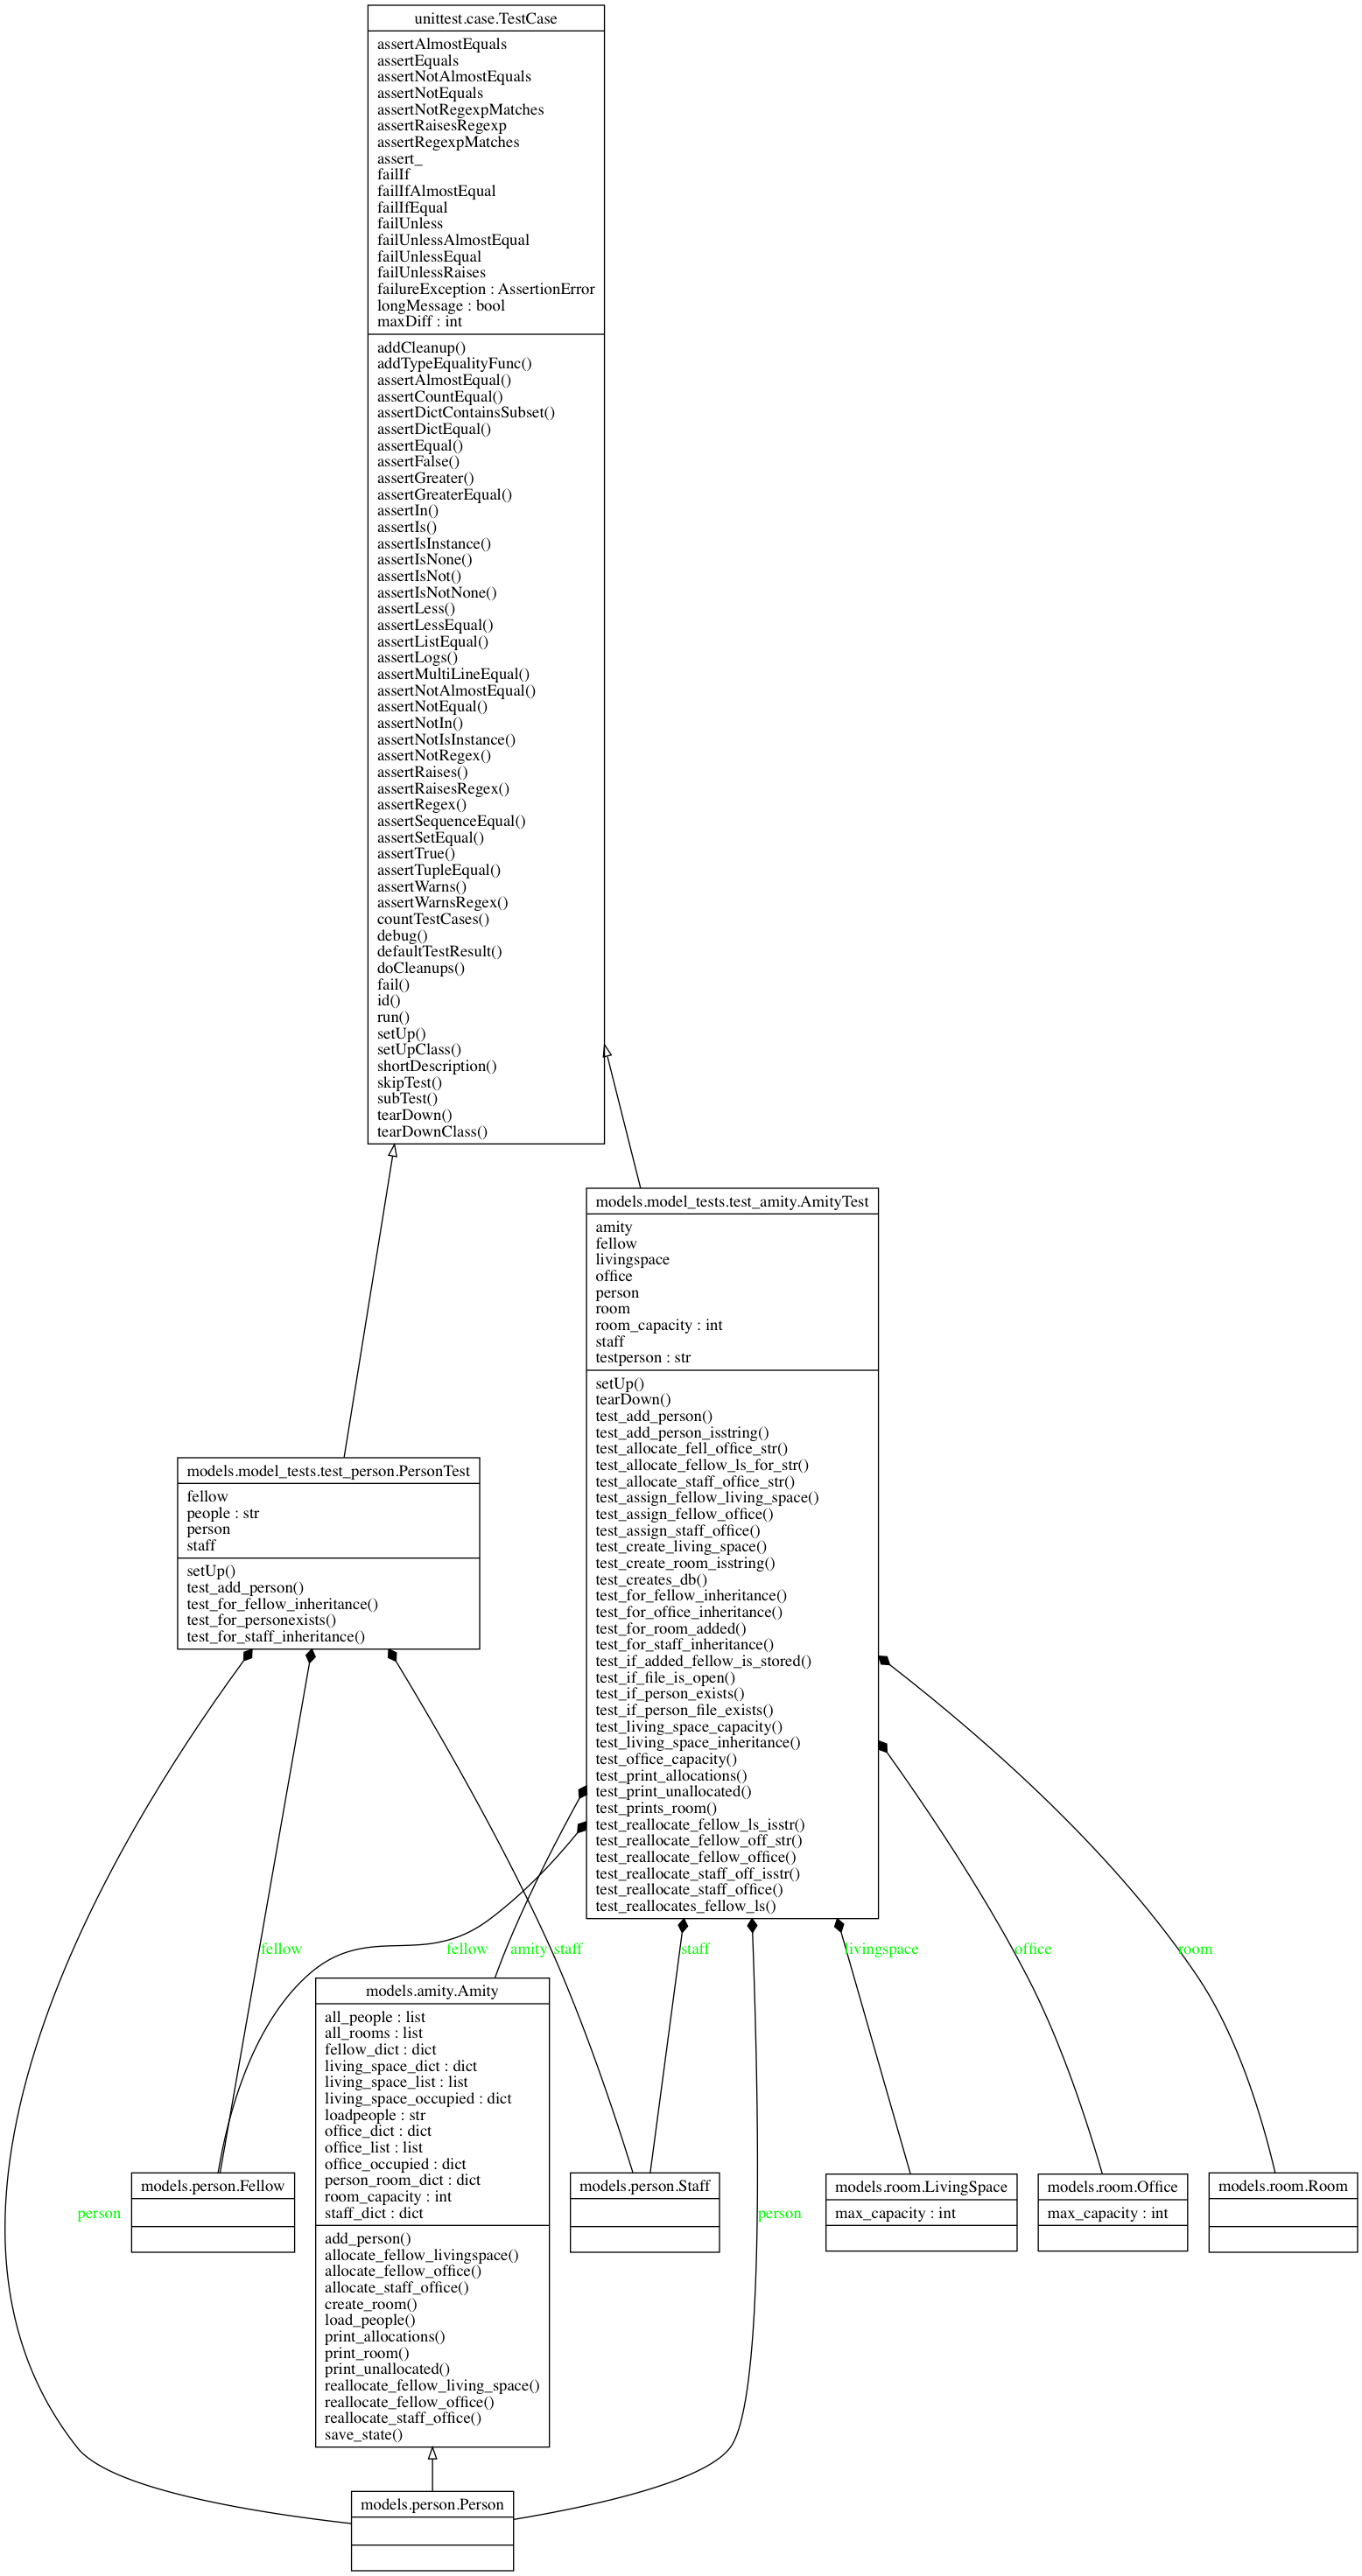 unittest.case.TestCase
assertAlmostEquals
assertEquals
assertNotAlmostEquals
assertNotEquals
assertNotRegexpMatches
assertRaisesRegexp
assertRegexpMatches
assert_
failIf
failIfAlmostEqual
failIfEqual
failUnless
failUnlessAlmostEqual
failUnlessEqual
failUnlessRaises
failureException : AssertionError
longMessage : bool
maxDiff : int
addCleanup()
addTypeEqualityFunc()
assertAlmostEqual()
assertCountEqual()
assertDictContainsSubset()
assertDictEqual()
assertEqual()
assertFalse()
assertGreater()
assertGreaterEqual()
assertIn()
assertIs()
assertIsInstance()
assertIsNone()
assertIsNot()
assertIsNotNone()
assertLess()
assertLessEqual()
assertListEqual()
assertLogs()
assertMultiLineEqual()
assertNotAlmostEqual()
assertNotEqual()
assertNotIn()
assertNotIsInstance()
assertNotRegex()
assertRaises()
assertRaisesRegex()
assertRegex()
assertSequenceEqual()
assertSetEqual()
assertTrue()
assertTupleEqual()
assertWarns()
assertWarnsRegex()
countTestCases()
debug()
defaultTestResult()
doCleanups()
fail()
id()
run()
setUp()
setUpClass()
shortDescription()
skipTest()
subTest()
tearDown()
tearDownClass()
models.model_tests.test_amity.AmityTest
amity
fellow
livingspace
office
person
room
room_capacity : int
staff
testperson : str
setUp()
tearDown()
test_add_person()
test_add_person_isstring()
test_allocate_fell_office_str()
test_allocate_fellow_ls_for_str()
test_allocate_staff_office_str()
test_assign_fellow_living_space()
test_assign_fellow_office()
test_assign_staff_office()
test_create_living_space()
test_create_room_isstring()
test_creates_db()
test_for_fellow_inheritance()
test_for_office_inheritance()
test_for_room_added()
test_for_staff_inheritance()
test_if_added_fellow_is_stored()
test_if_file_is_open()
test_if_person_exists()
test_if_person_file_exists()
test_living_space_capacity()
test_living_space_inheritance()
test_office_capacity()
test_print_allocations()
test_print_unallocated()
test_prints_room()
test_reallocate_fellow_ls_isstr()
test_reallocate_fellow_off_str()
test_reallocate_fellow_office()
test_reallocate_staff_off_isstr()
test_reallocate_staff_office()
test_reallocates_fellow_ls()
models.model_tests.test_person.PersonTest
fellow
people : str
person
staff
setUp()
test_add_person()
test_for_fellow_inheritance()
test_for_personexists()
test_for_staff_inheritance()
fellow
fellow
amity
staff
staff
livingspace
office
room
models.amity.Amity
all_people : list
all_rooms : list
fellow_dict : dict
living_space_dict : dict
living_space_list : list
living_space_occupied : dict
loadpeople : str
office_dict : dict
office_list : list
office_occupied : dict
person_room_dict : dict
room_capacity : int
staff_dict : dict
add_person()
allocate_fellow_livingspace()
allocate_fellow_office()
allocate_staff_office()
create_room()
load_people()
print_allocations()
print_room()
print_unallocated()
reallocate_fellow_living_space()
reallocate_fellow_office()
reallocate_staff_office()
save_state()
person
models.person.Fellow
models.person.Staff
person
models.room.LivingSpace
max_capacity : int
models.room.Office
max_capacity : int
models.room.Room
models.person.Person